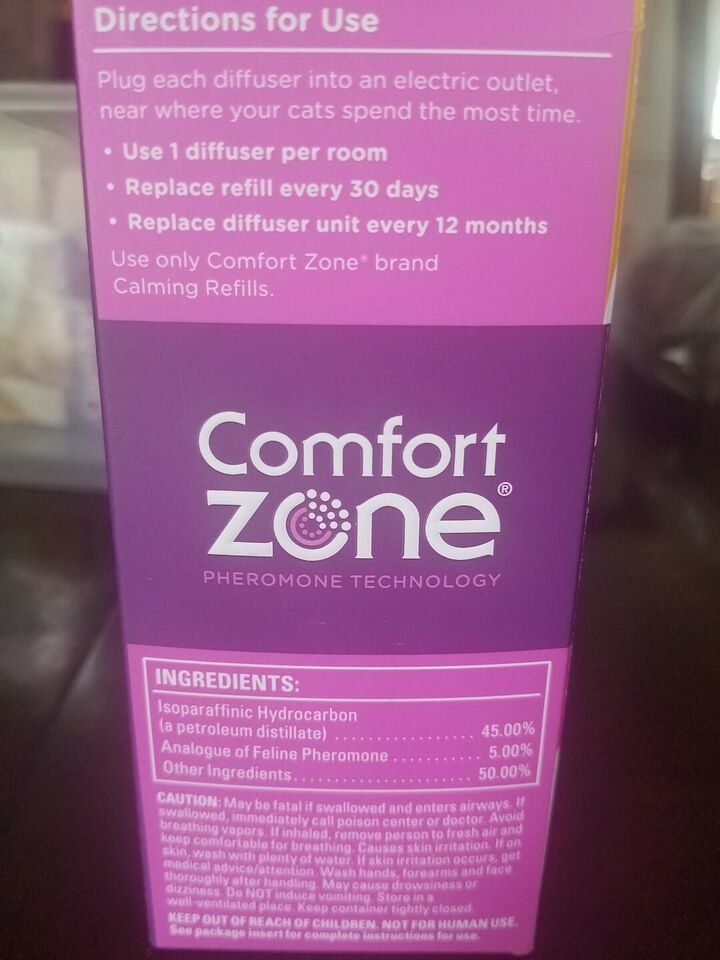 Directions for Use
Plug each diffuser into an electric outlet,
near where your cats spend the most time.
• Use 1 diffuser per room
• Replace refill every 30 days
• Replace diffuser unit every 12 months
Use only Comfort Zone® brand
Calming Refills.
Comfort
zone®
PHEROMONE TECHNOLOGY
INGREDIENTS:
Isoparaffinic Hydrocarbon
(a petroleum distillate) .................. 45.00%
Analogue of Feline Pheromone ............ 5.00%
Other Ingredients......................... 50.00%
CAUTION: May be fatal if swallowed and enters airways. If
swallowed, immediately call poison center or doctor. Avoid
breathing vapors. If inhaled, remove person to fresh air and
keep comfortable for breathing. Causes skin irritation. If on
skin, wash with plenty of water. If skin irritation occurs, get
medical advice/attention. Wash hands, forearms and face
thoroughly after handling. May cause drowsiness or
dizziness. Do NOT induce vomiting. Store in a
well-ventilated place. Keep container tightly closed.
KEEP OUT OF REACH OF CHILDREN. NOT FOR HUMAN USE.
See package insert for complete instructions for use.